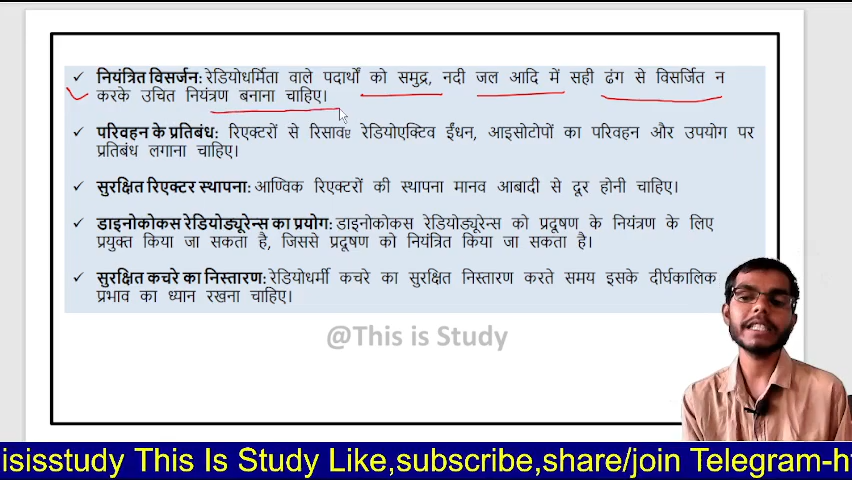 ✓ नियंत्रित विसर्जन: रेडियोधर्मिता वाले पदार्थों को समुद्र, नदी जल आदि में सही ढंग से विसर्जित न
करके उचित नियंत्रण बनाना चाहिए।
✓ परिवहन के प्रतिबंध: रिएक्टरों से रेडियोएक्टिव ईंधन, आइसोटोपों का परिवहन और उपयोग पर
प्रतिबंध लगाना चाहिए।
✓ सुरक्षित रिएक्टर स्थापना: आण्विक रिएक्टरों की स्थापना मानव आबादी से दूर होनी चाहिए।
✓ डाइनोकोकस रेडियोड्यूरेन्स का प्रयोग: डाइनोकोकस रेडियोड्यूरेन्स को प्रदूषण के नियंत्रण के लिए
प्रयुक्त किया जा सकता है, जिससे प्रदूषण को नियंत्रित किया जा सकता है।
✓ सुरक्षित कचरे का निस्तारण: रेडियोधर्मी कचरे का सुरक्षित निस्तारण करते समय इसके दीर्घकालिक
प्रभाव का ध्यान रखना चाहिए।
@This is Study
isisstudy This Is Study Like,subscribe,share/join Telegram-h